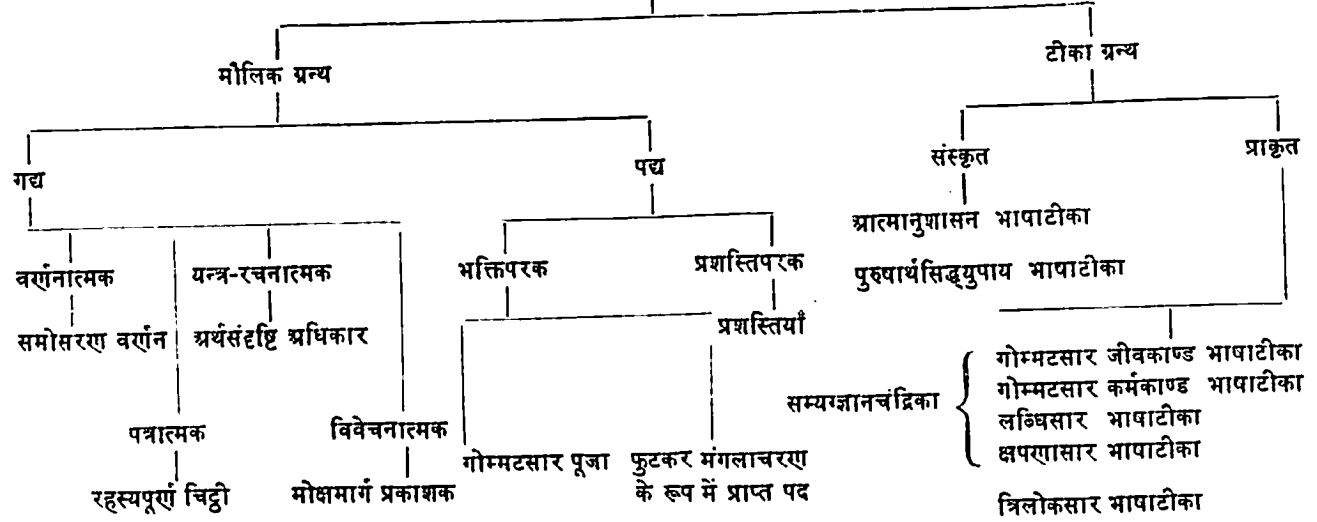 मौलिक ग्रन्थ
टीका ग्रन्थ
गद्य
पद्य
संस्कृत
प्राकृत
आत्मानुशासन भाषाटीका
पुरुषार्थसिद्ध्युपाय भाषाटीका
वर्णनात्मक
यन्त्र-रचनात्मक
भक्तिपरक
प्रशस्तिपरक
समोसरण वर्णन
अर्थसंदृष्टि अधिकार
प्रशस्तियाँ
सम्यग्ज्ञानचंद्रिका
गोम्मटसार जीवकाण्ड भाषाटीका
गोम्मटसार कर्मकाण्ड भाषाटीका
लब्धिसार भाषाटीका
क्षपणासार भाषाटीका
त्रिलोकसार भाषाटीका
पत्रात्मक
विवेचनात्मक
रहस्यपूर्ण चिट्ठी
मोक्षमार्ग प्रकाशक
गोम्मटसार पूजा
फुटकर मंगलाचरण
के रूप में प्राप्त पद